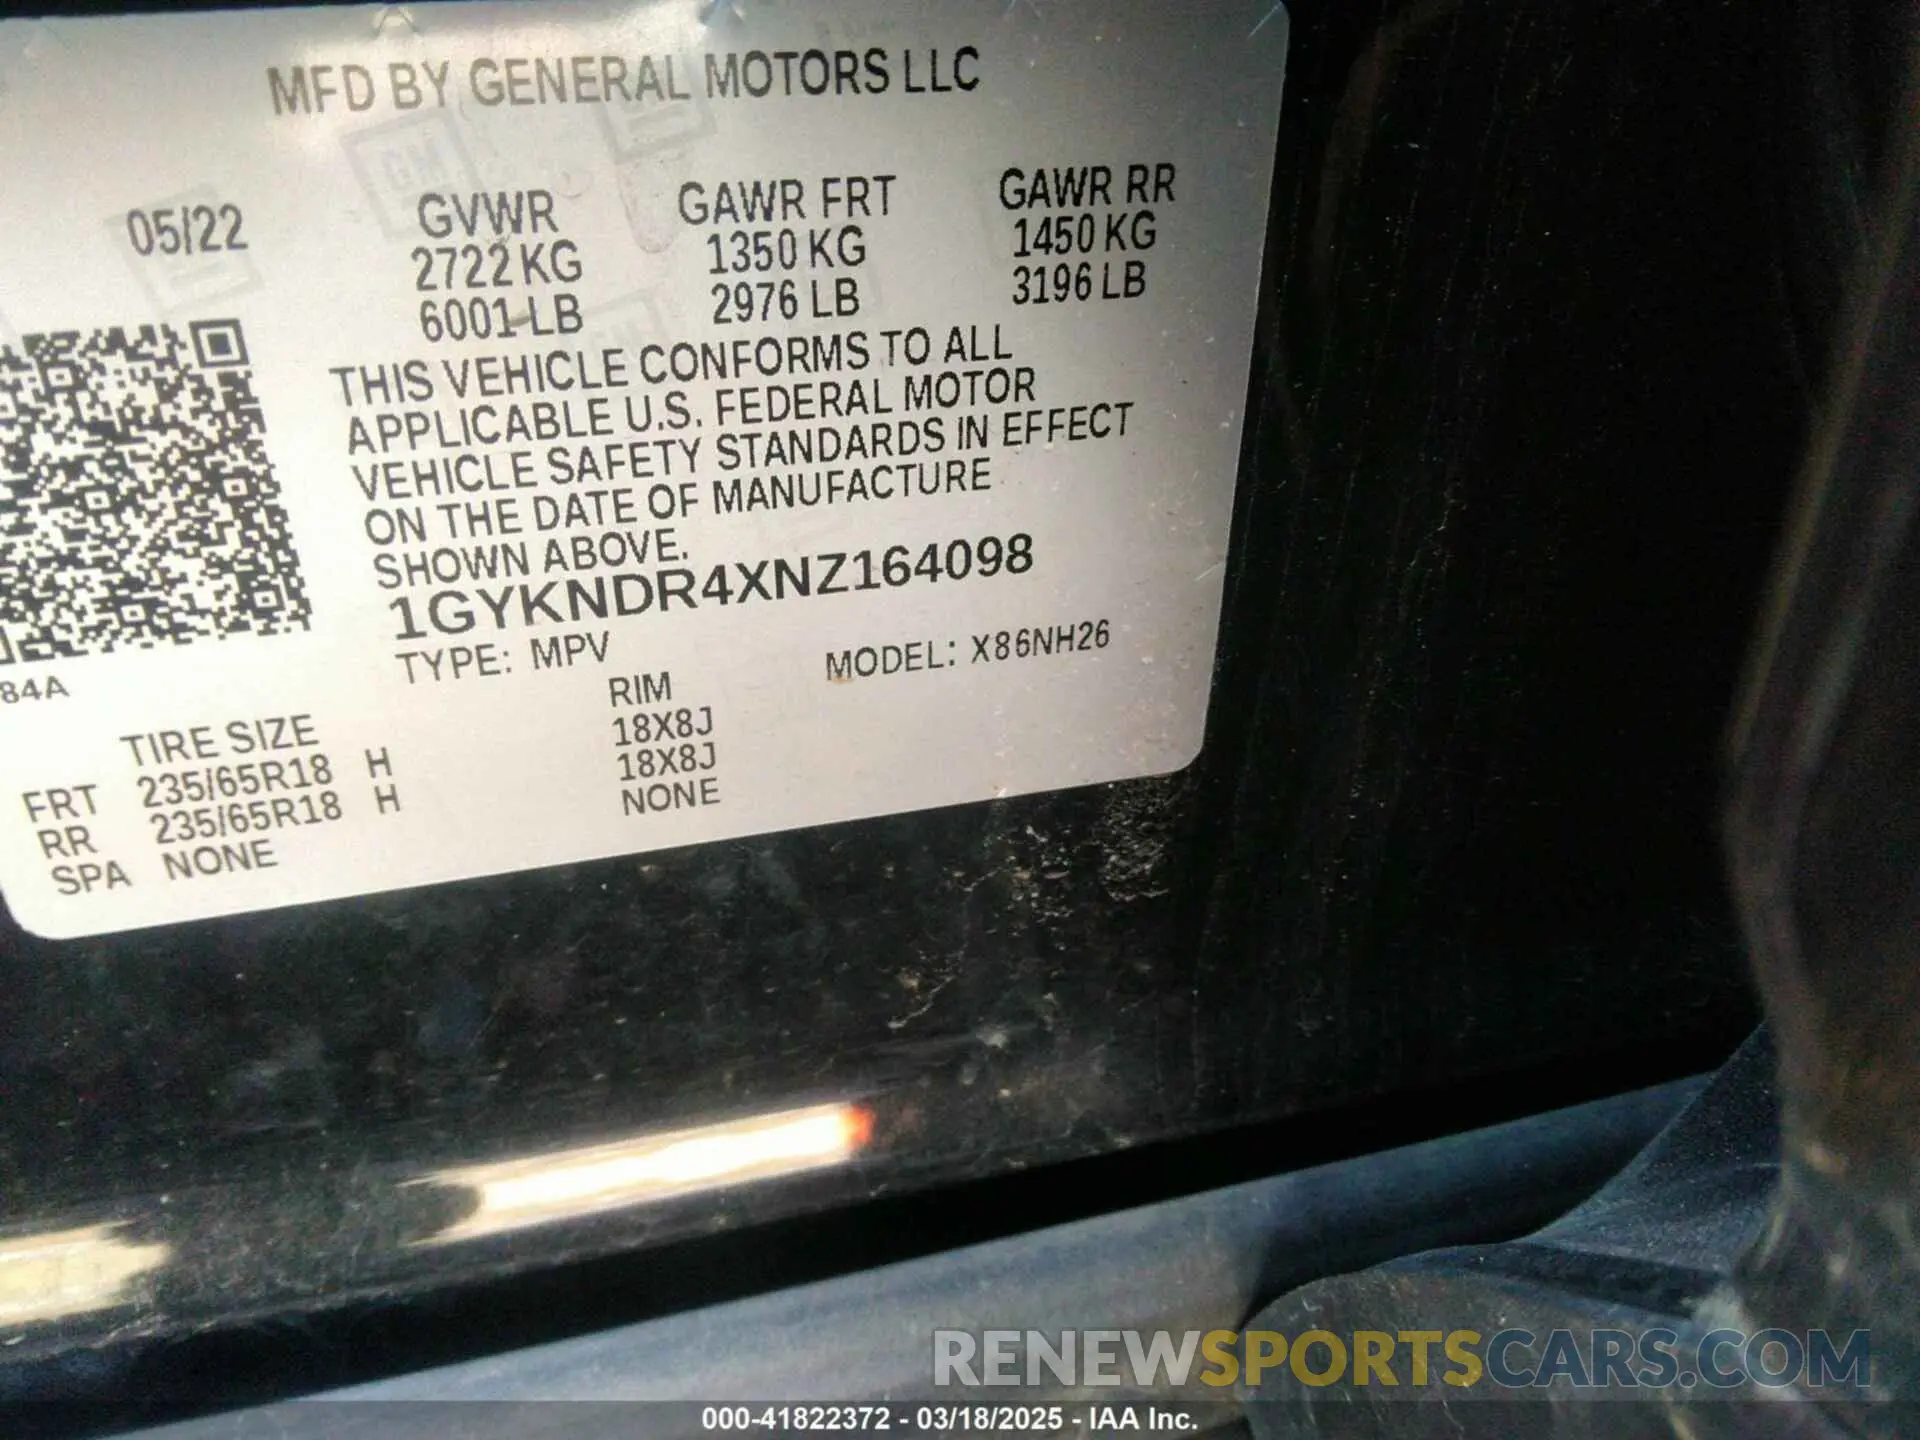 MFD BY GENERAL MOTORS LLC
05/22 GVWR GAWR FRT GAWR RR
2722 KG 1350 KG 1450 KG
6001 LB 2976 LB 3196 LB
THIS VEHICLE CONFORMS TO ALL
APPLICABLE U.S. FEDERAL MOTOR
VEHICLE SAFETY STANDARDS IN EFFECT
ON THE DATE OF MANUFACTURE
SHOWN ABOVE.
1GYKNDR4XNZ164098
TYPE: MPV MODEL: X86NH26
84A
TIRE SIZE RIM
FRT 235/65R18 H 18X8J
RR 235/65R18 H 18X8J
SPA NONE NONE
RENEWSPORTSCARS.COM
000-41822372 - 03/18/2025 - IAA Inc.